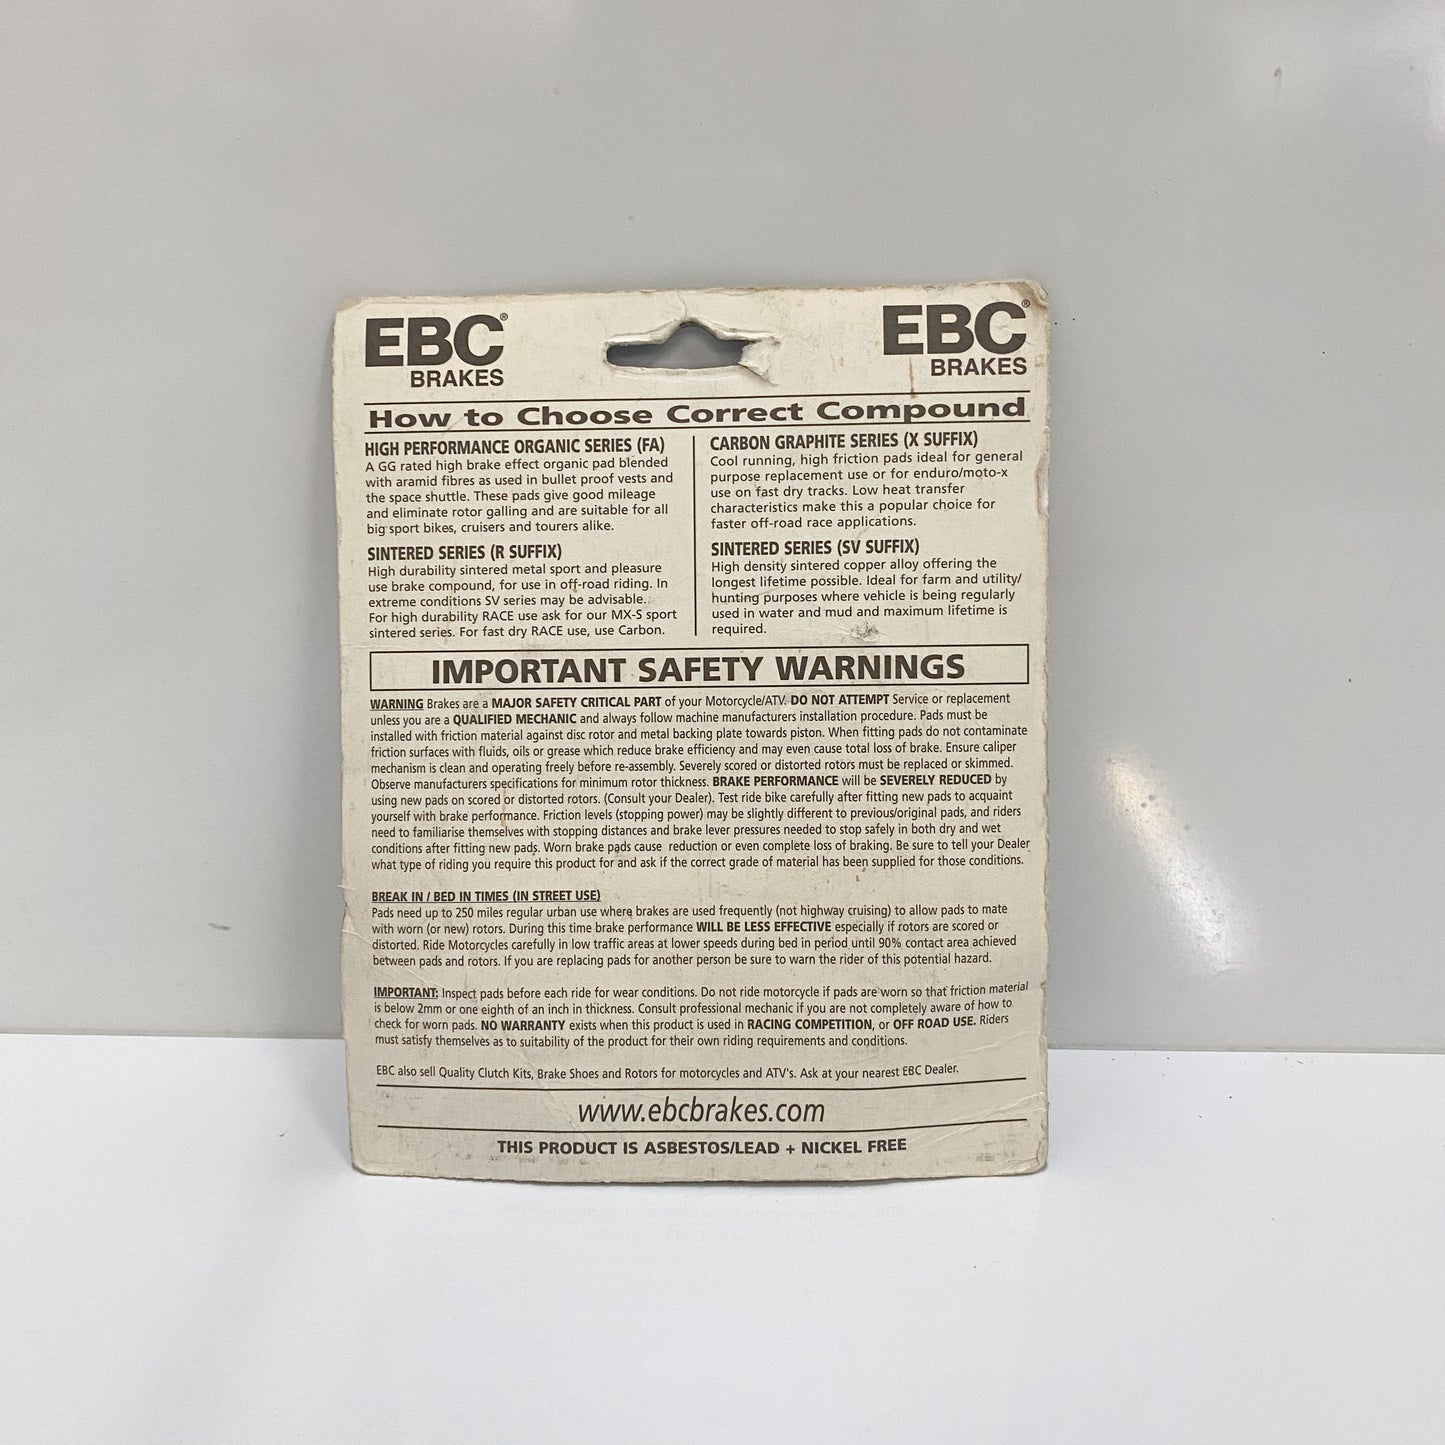 EBC®
BRAKES
EBC®
BRAKES
How to Choose Correct Compound
HIGH PERFORMANCE ORGANIC SERIES (FA)
A GG rated high brake effect organic pad blended
with aramid fibres as used in bullet proof vests and
the space shuttle. These pads give good mileage
and eliminate rotor galling and are suitable for all
big sport bikes, cruisers and tourers alike.
SINTERED SERIES (R SUFFIX)
High durability sintered metal sport and pleasure
use brake compound, for use in off-road riding. In
extreme conditions SV series may be advisable.
For high durability RACE use ask for our MX-S sport
sintered series. For fast dry RACE use, use Carbon.
CARBON GRAPHITE SERIES (X SUFFIX)
Cool running, high friction pads ideal for general
purpose replacement use or for enduro/moto-x
use on fast dry tracks. Low heat transfer
characteristics make this a popular choice for
faster off-road race applications.
SINTERED SERIES (SV SUFFIX)
High density sintered copper alloy offering the
longest lifetime possible. Ideal for farm and utility/
hunting purposes where vehicle is being regularly
used in water and mud and maximum lifetime is
required.
IMPORTANT SAFETY WARNINGS
WARNING Brakes are a MAJOR SAFETY CRITICAL PART of your Motorcycle/ATV. DO NOT ATTEMPT Service or replacement
unless you are a QUALIFIED MECHANIC and always follow machine manufacturers installation procedure. Pads must be
installed with friction material against disc rotor and metal backing plate towards piston. When fitting pads do not contaminate
friction surfaces with fluids, oils or grease which reduce brake efficiency and may even cause total loss of brake. Ensure caliper
mechanism is clean and operating freely before re-assembly. Severely scored or distorted rotors must be replaced or skimmed.
Observe manufacturers specifications for minimum rotor thickness. BRAKE PERFORMANCE will be SEVERELY REDUCED by
using new pads on scored or distorted rotors. (Consult your Dealer). Test ride bike carefully after fitting new pads to acquaint
yourself with brake performance. Friction levels (stopping power) may be slightly different to previous/original pads, and riders
need to familiarise themselves with stopping distances and brake lever pressures needed to stop safely in both dry and wet
conditions after fitting new pads. Worn brake pads cause reduction or even complete loss of braking. Be sure to tell your Dealer
what type of riding you require this product for and ask if the correct grade of material has been supplied for those conditions.
BREAK IN / BED IN TIMES (IN STREET USE)
Pads need up to 250 miles regular urban use where brakes are used frequently (not highway cruising) to allow pads to mate
with worn (or new) rotors. During this time brake performance WILL BE LESS EFFECTIVE especially if rotors are scored or
distorted. Ride Motorcycles carefully in low traffic areas at lower speeds during bed in period until 90% contact area achieved
between pads and rotors. If you are replacing pads for another person be sure to warn the rider of this potential hazard.
IMPORTANT: Inspect pads before each ride for wear conditions. Do not ride motorcycle if pads are worn so that friction material
is below 2mm or one eighth of an inch in thickness. Consult professional mechanic if you are not completely aware of how to
check for worn pads. NO WARRANTY exists when this product is used in RACING COMPETITION, or OFF ROAD USE. Riders
must satisfy themselves as to suitability of the product for their own riding requirements and conditions.
EBC also sell Quality Clutch Kits, Brake Shoes and Rotors for motorcycles and ATV's. Ask at your nearest EBC Dealer.
www.ebcbrakes.com
THIS PRODUCT IS ASBESTOS/LEAD + NICKEL FREE